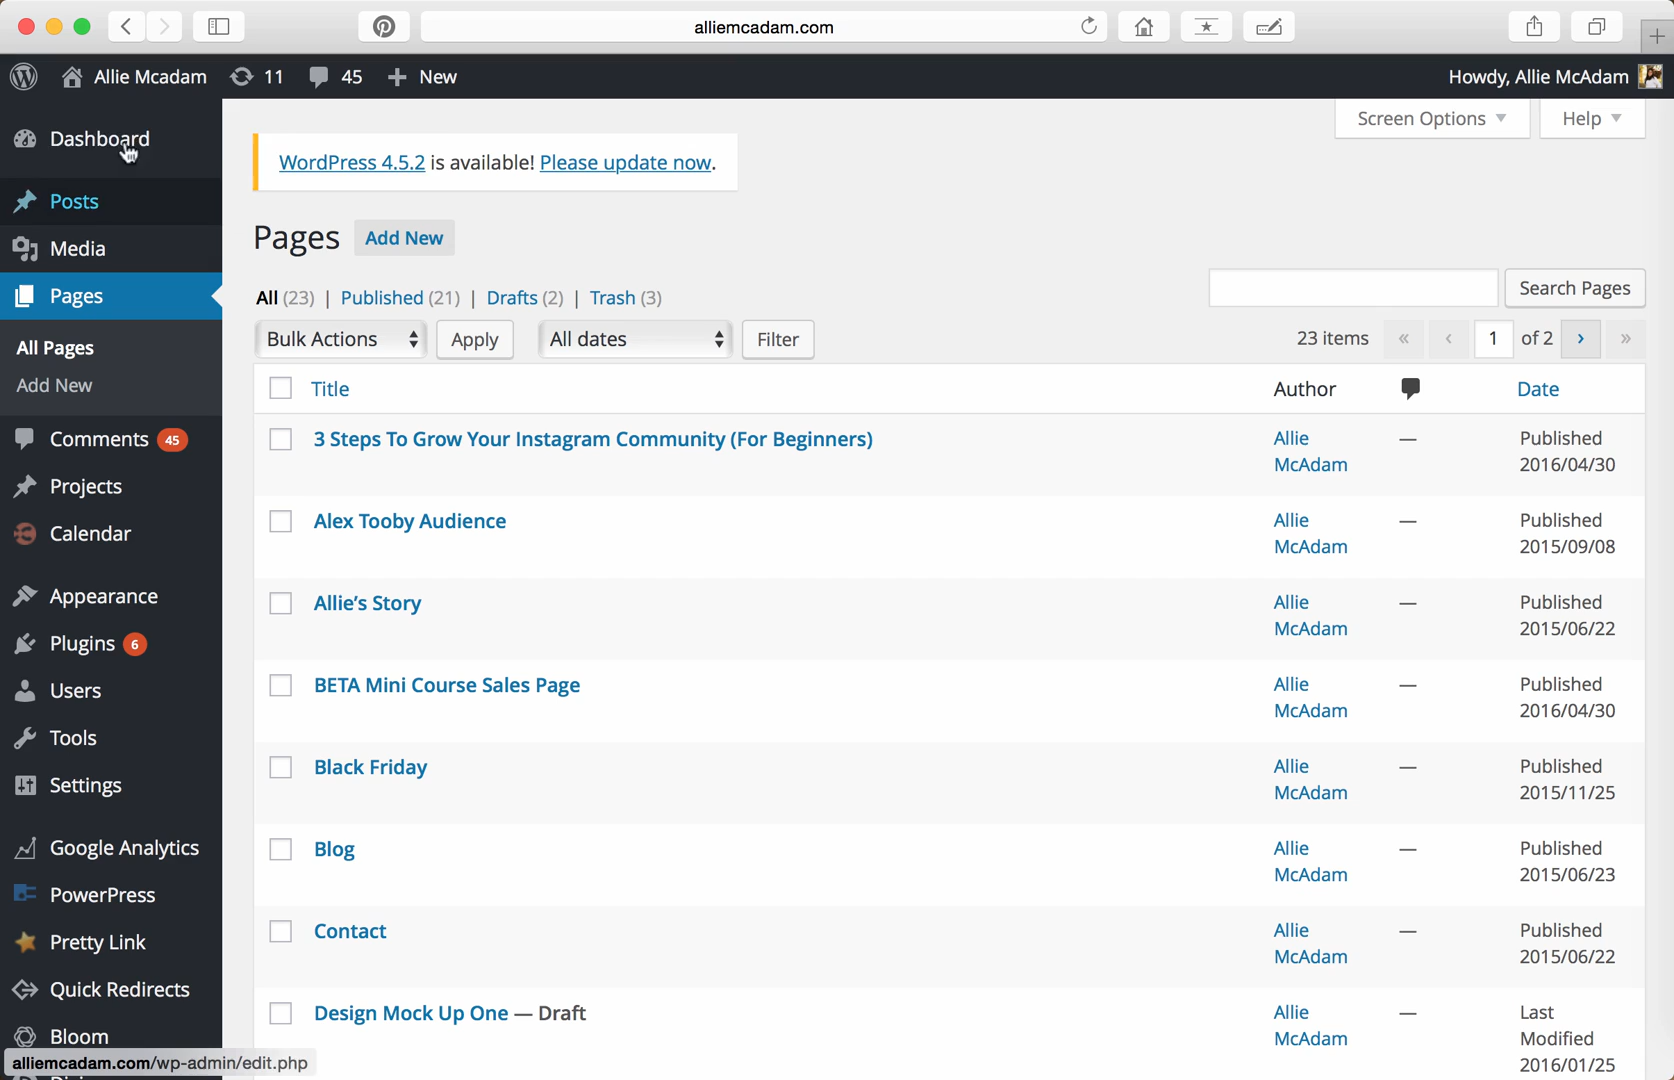 alliemcadam.com
Allie Mcadam 11 45 New Howdy, Allie McAdam
Screen Options Help
Dashboard
Posts
Media
Pages
All Pages
Add New
Comments 45
Projects
Calendar
Appearance
Plugins 6
Users
Tools
Settings
Google Analytics
PowerPress
Pretty Link
Quick Redirects
Bloom
alliemcadam.com/wp-admin/edit.php
WordPress 4.5.2 is available! Please update now.
Pages Add New
All (23) | Published (21) | Drafts (2) | Trash (3)
Search Pages
Bulk Actions Apply All dates Filter 23 items « ‹ 1 of 2 › »
Title Author Date
3 Steps To Grow Your Instagram Community (For Beginners) Allie — Published
McAdam 2016/04/30
Alex Tooby Audience Allie — Published
McAdam 2015/09/08
Allie’s Story Allie — Published
McAdam 2015/06/22
BETA Mini Course Sales Page Allie — Published
McAdam 2016/04/30
Black Friday Allie — Published
McAdam 2015/11/25
Blog Allie — Published
McAdam 2015/06/23
Contact Allie — Published
McAdam 2015/06/22
Design Mock Up One — Draft Allie — Last
McAdam Modified
2016/01/25